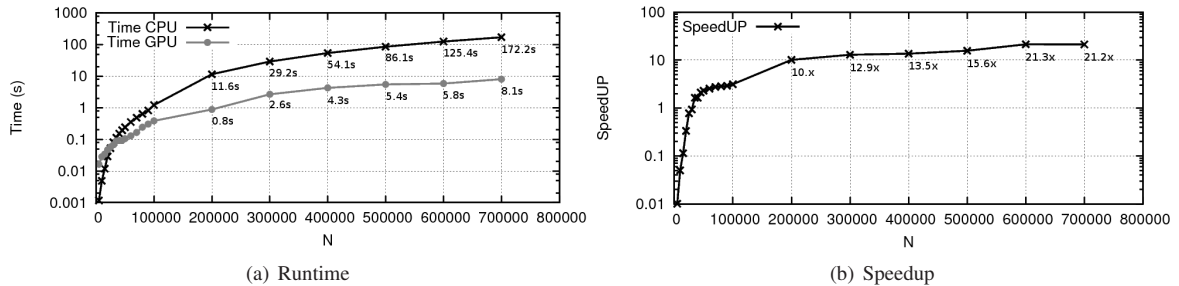 1000
100
10
1
0.1
0.01
0.001
Time (s)
Time CPU
Time GPU
11.6s
29.2s
54.1s
86.1s
125.4s
172.2s
0.8s
2.6s
4.3s
5.4s
5.8s
8.1s
0 100000 200000 300000 400000 500000 600000 700000 800000
N
(a) Runtime
100
10
1
0.1
0.01
SpeedUP
SpeedUP
10.x
12.9x
13.5x
15.6x
21.3x
21.2x
0 100000 200000 300000 400000 500000 600000 700000 800000
N
(b) Speedup